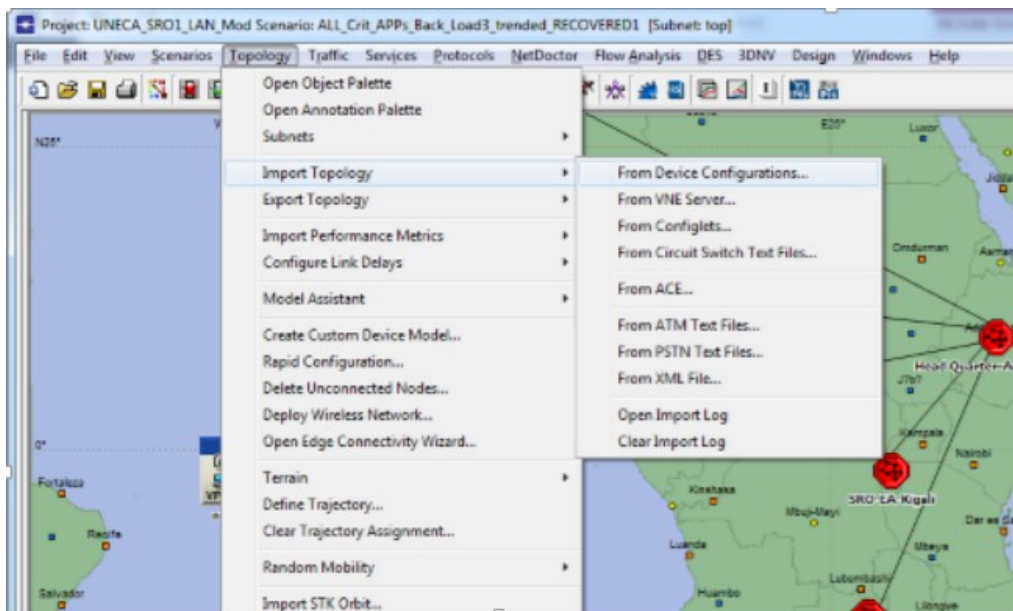 Project: UNECA_SRO1_LAN_Mod Scenario: ALL_Crit_APPs_Back_Load3_trended_RECOVERED1 [Subnet: top]
File Edit View Scenarios Topology Traffic Services Protocols NetDoctor Flow Analysis DES 3DNV Design Windows Help
Open Object Palette
Open Annotation Palette
Subnets
Import Topology
Export Topology
Import Performance Metrics
Configure Link Delays
Model Assistant
Create Custom Device Model...
Rapid Configuration...
Delete Unconnected Nodes...
Deploy Wireless Network...
Open Edge Connectivity Wizard...
Terrain
Define Trajectory...
Clear Trajectory Assignment...
Random Mobility
Import STK Orbit...
From Device Configurations...
From VNE Server...
From Configlets...
From Circuit Switch Text Files...
From ACE...
From ATM Text Files...
From PSTN Text Files...
From XML File...
Open Import Log
Clear Import Log
Luxor
Jidda
Omdurman
Asmar
Head Quarter-A
Kampala
Nairobi
SRO-EA-Kigali
Kinshasa
Mbuji-Mayi
Dar es Sa
Luanda
Mbeya
Lubumbashi
Huambo
Lilongwe
0°
Fortaleza
Recife
Salvador